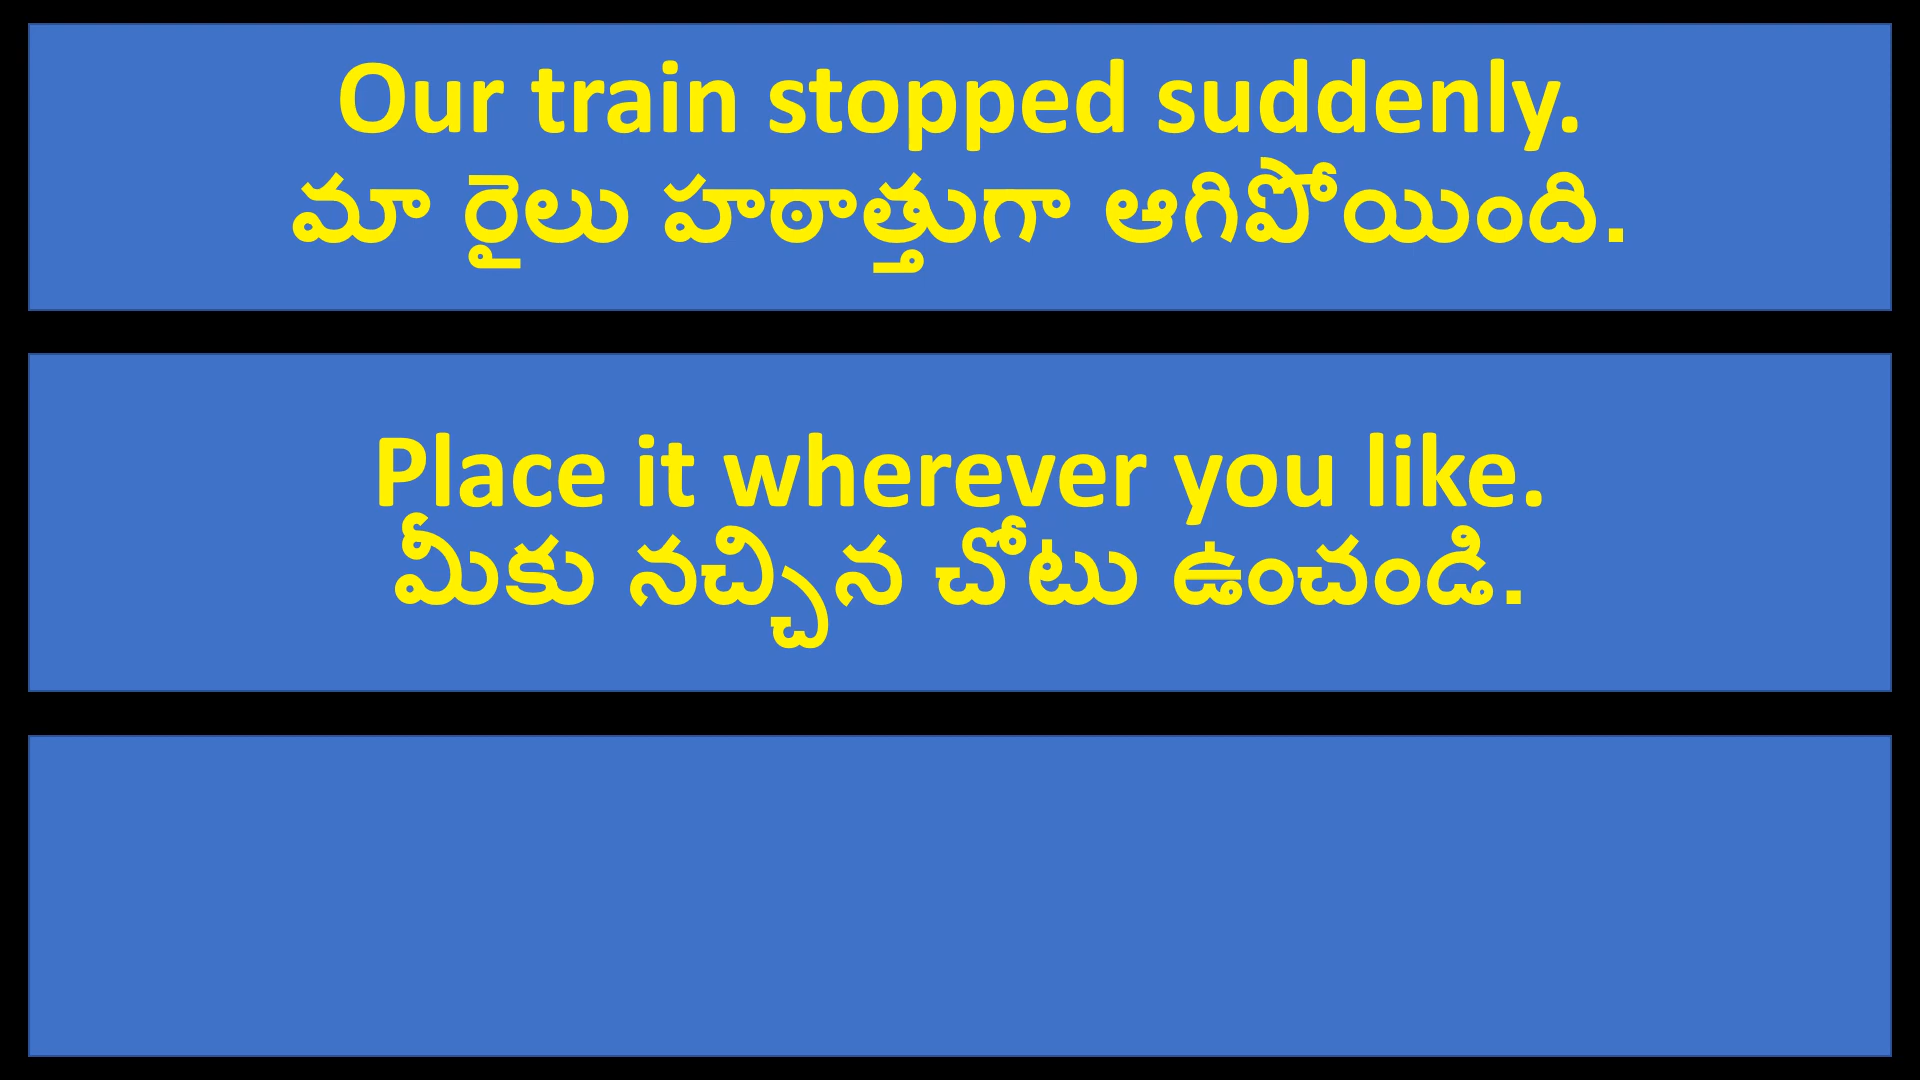 Our train stopped suddenly.
మా రైలు హఠాత్తుగా ఆగిపోయింది.
Place it wherever you like.
మీకు నచ్చిన చోటు ఉంచండి.